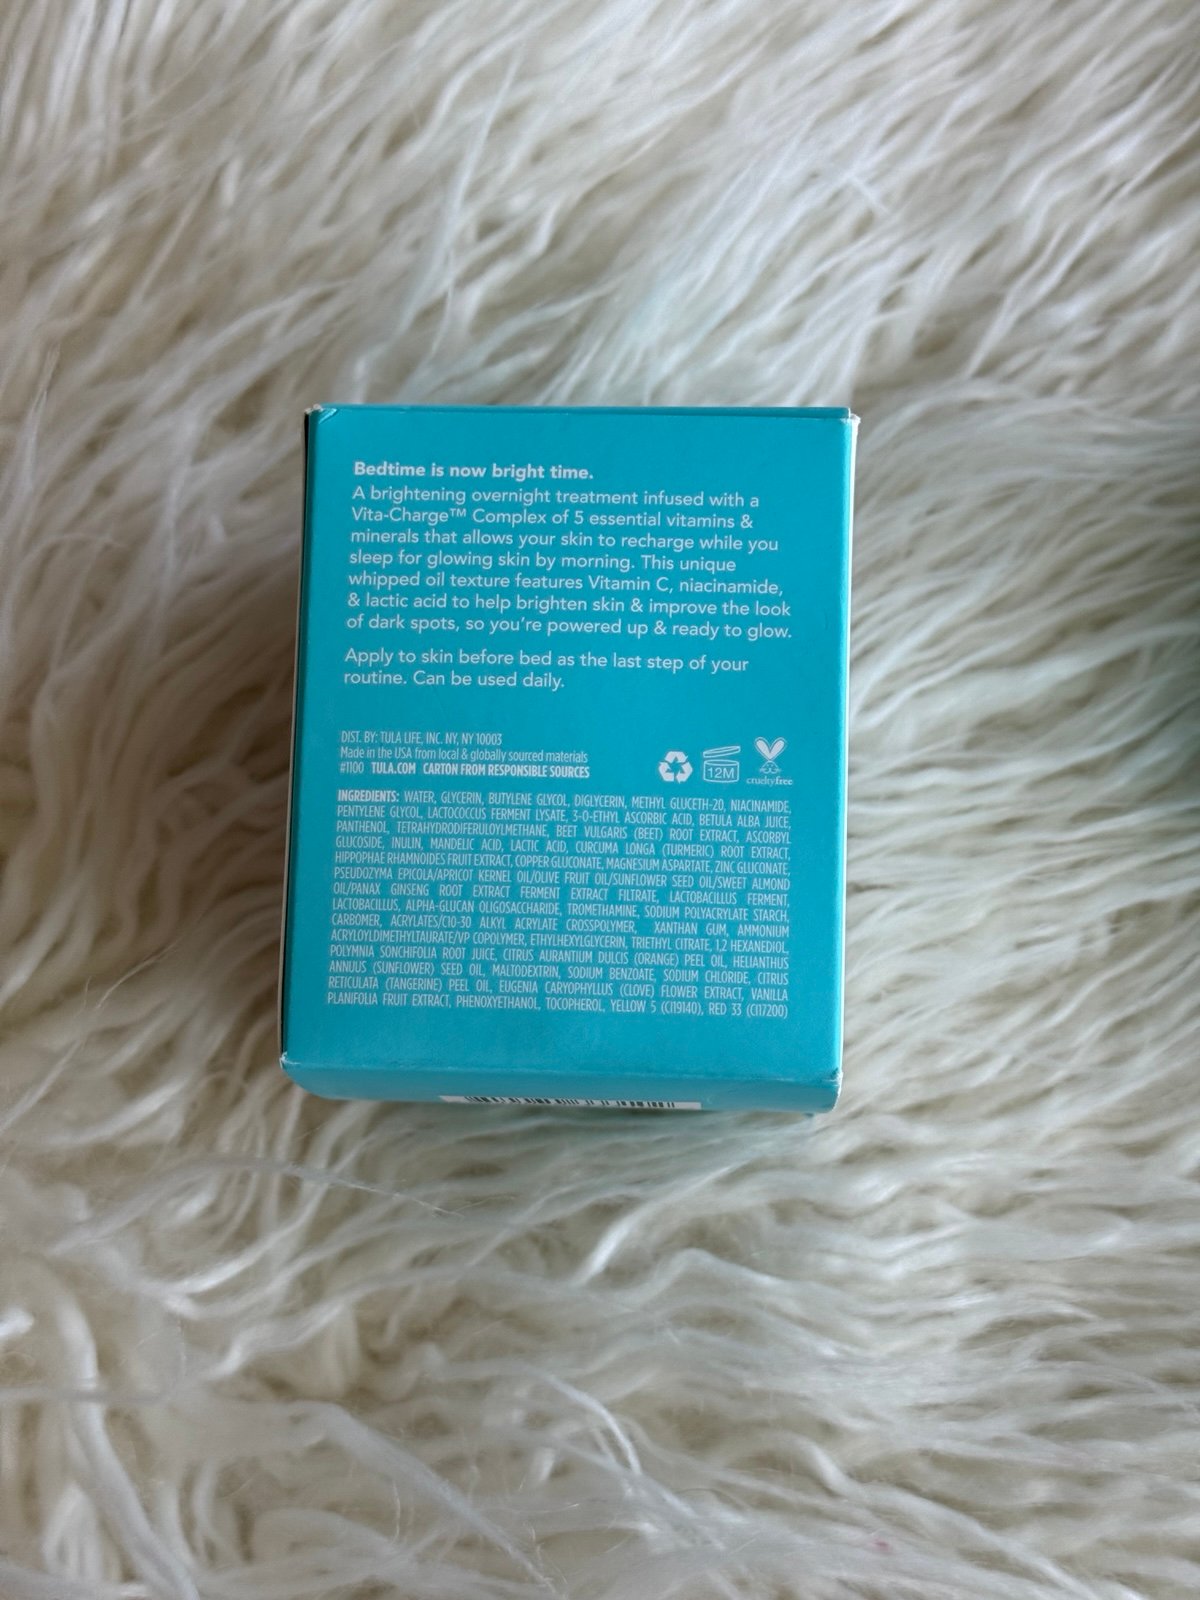 Bedtime is now bright time.
A brightening overnight treatment infused with a
Vita-Charge™ Complex of 5 essential vitamins &
minerals that allows your skin to recharge while you
sleep for glowing skin by morning. This unique
whipped oil texture features Vitamin C, niacinamide,
& lactic acid to help brighten skin & improve the look
of dark spots, so you're powered up & ready to glow.
Apply to skin before bed as the last step of your
routine. Can be used daily.
DIST. BY: TULA LIFE, INC. NY, NY 10003
Made in the USA from local & globally sourced materials
#1100 TULA.COM CARTON FROM RESPONSIBLE SOURCES
12M
crueltyfree
INGREDIENTS: WATER, GLYCERIN, BUTYLENE GLYCOL, DIGLYCERIN, METHYL GLUCETH-20, NIACINAMIDE,
PENTYLENE GLYCOL, LACTOCOCCUS FERMENT LYSATE, 3-O-ETHYL ASCORBIC ACID, BETULA ALBA JUICE,
PANTHENOL, TETRAHYDRODIFERULOYLMETHANE, BEET VULGARIS (BEET) ROOT EXTRACT, ASCORBYL
GLUCOSIDE, INULIN, MANDELIC ACID, LACTIC ACID, CURCUMA LONGA (TURMERIC) ROOT EXTRACT,
HIPPOPHAE RHAMNOIDES FRUIT EXTRACT, COPPER GLUCONATE, MAGNESIUM ASPARTATE, ZINC GLUCONATE,
PSEUDOZYMA EPICOLA/APRICOT KERNEL OIL/OLIVE FRUIT OIL/SUNFLOWER SEED OIL/SWEET ALMOND
OIL/PANAX GINSENG ROOT EXTRACT FERMENT EXTRACT FILTRATE, LACTOBACILLUS FERMENT,
LACTOBACILLUS, ALPHA-GLUCAN OLIGOSACCHARIDE, TROMETHAMINE, SODIUM POLYACRYLATE STARCH,
CARBOMER, ACRYLATES/C10-30 ALKYL ACRYLATE CROSSPOLYMER, XANTHAN GUM, AMMONIUM
ACRYLOYLDIMETHYLTAURATE/VP COPOLYMER, ETHYLHEXYLGLYCERIN, TRIETHYL CITRATE, 1,2 HEXANEDIOL,
POLYMNIA SONCHIFOLIA ROOT JUICE, CITRUS AURANTIUM DULCIS (ORANGE) PEEL OIL, HELIANTHUS
ANNUUS (SUNFLOWER) SEED OIL, MALTODEXTRIN, SODIUM BENZOATE, SODIUM CHLORIDE, CITRUS
RETICULATA (TANGERINE) PEEL OIL, EUGENIA CARYOPHYLLUS (CLOVE) FLOWER EXTRACT, VANILLA
PLANIFOLIA FRUIT EXTRACT, PHENOXYETHANOL, TOCOPHEROL, YELLOW 5 (CI19140), RED 33 (CI17200)